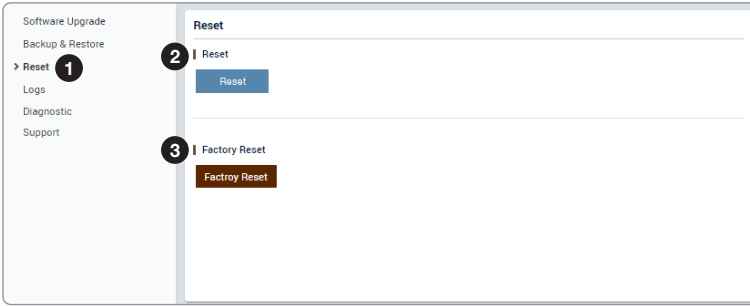 Software Upgrade
Backup & Restore
> Reset 1
Logs
Diagnostic
Support
Reset
2 Reset
Reset
3 Factory Reset
Factroy Reset